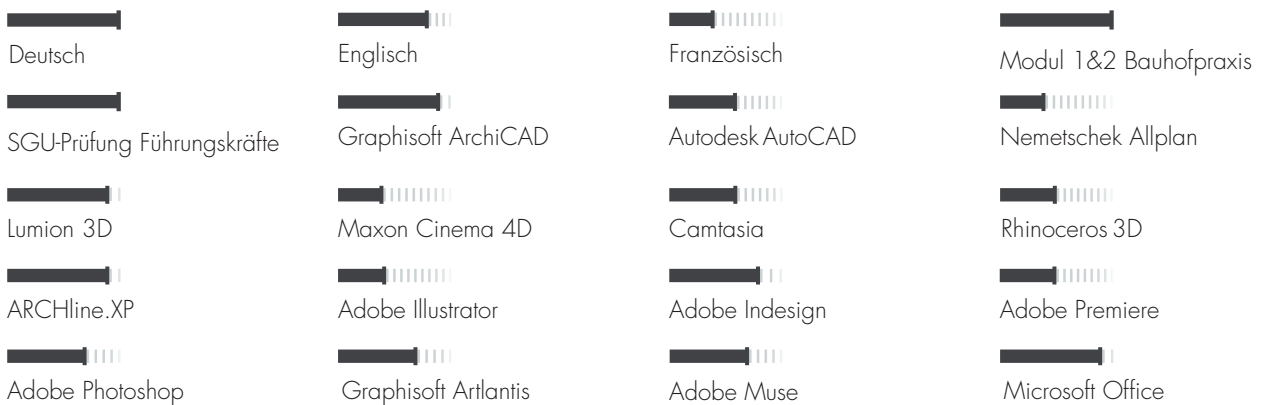 Deutsch
Englisch
Französisch
Modul 1&2 Bauhofpraxis
SGU-Prüfung Führungskräfte
Graphisoft ArchiCAD
Autodesk AutoCAD
Nemetschek Allplan
Lumion 3D
Maxon Cinema 4D
Camtasia
Rhinoceros 3D
ARCHline.XP
Adobe Illustrator
Adobe Indesign
Adobe Premiere
Adobe Photoshop
Graphisoft Artlantis
Adobe Muse
Microsoft Office